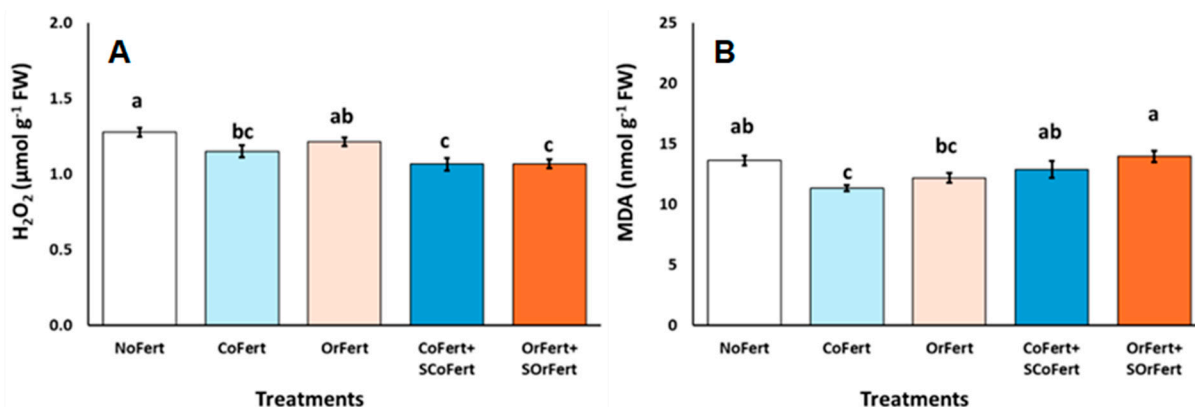 A
H₂O₂ (µmol g⁻¹ FW)
2.0
1.5
1.0
0.5
0.0
a
bc
ab
c
c
NoFert
CoFert
OrFert
CoFert+
SCoFert
OrFert+
SOrFert
Treatments
B
MDA (nmol g⁻¹ FW)
25
20
15
10
5
0
ab
c
bc
ab
a
NoFert
CoFert
OrFert
CoFert+
SCoFert
OrFert+
SOrFert
Treatments